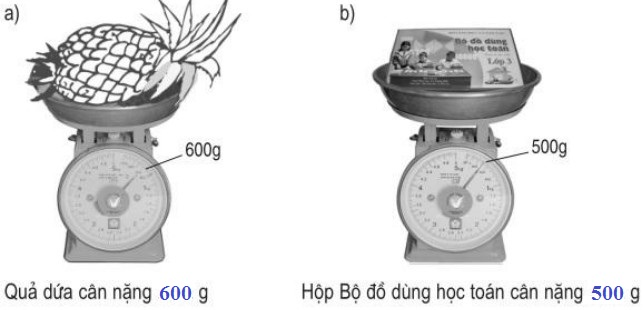 a)
b)
Bộ đồ dùng
học toán
Lớp 3
600g
500g
Quả dứa cân nặng 600 g
Hộp Bộ đồ dùng học toán cân nặng 500 g